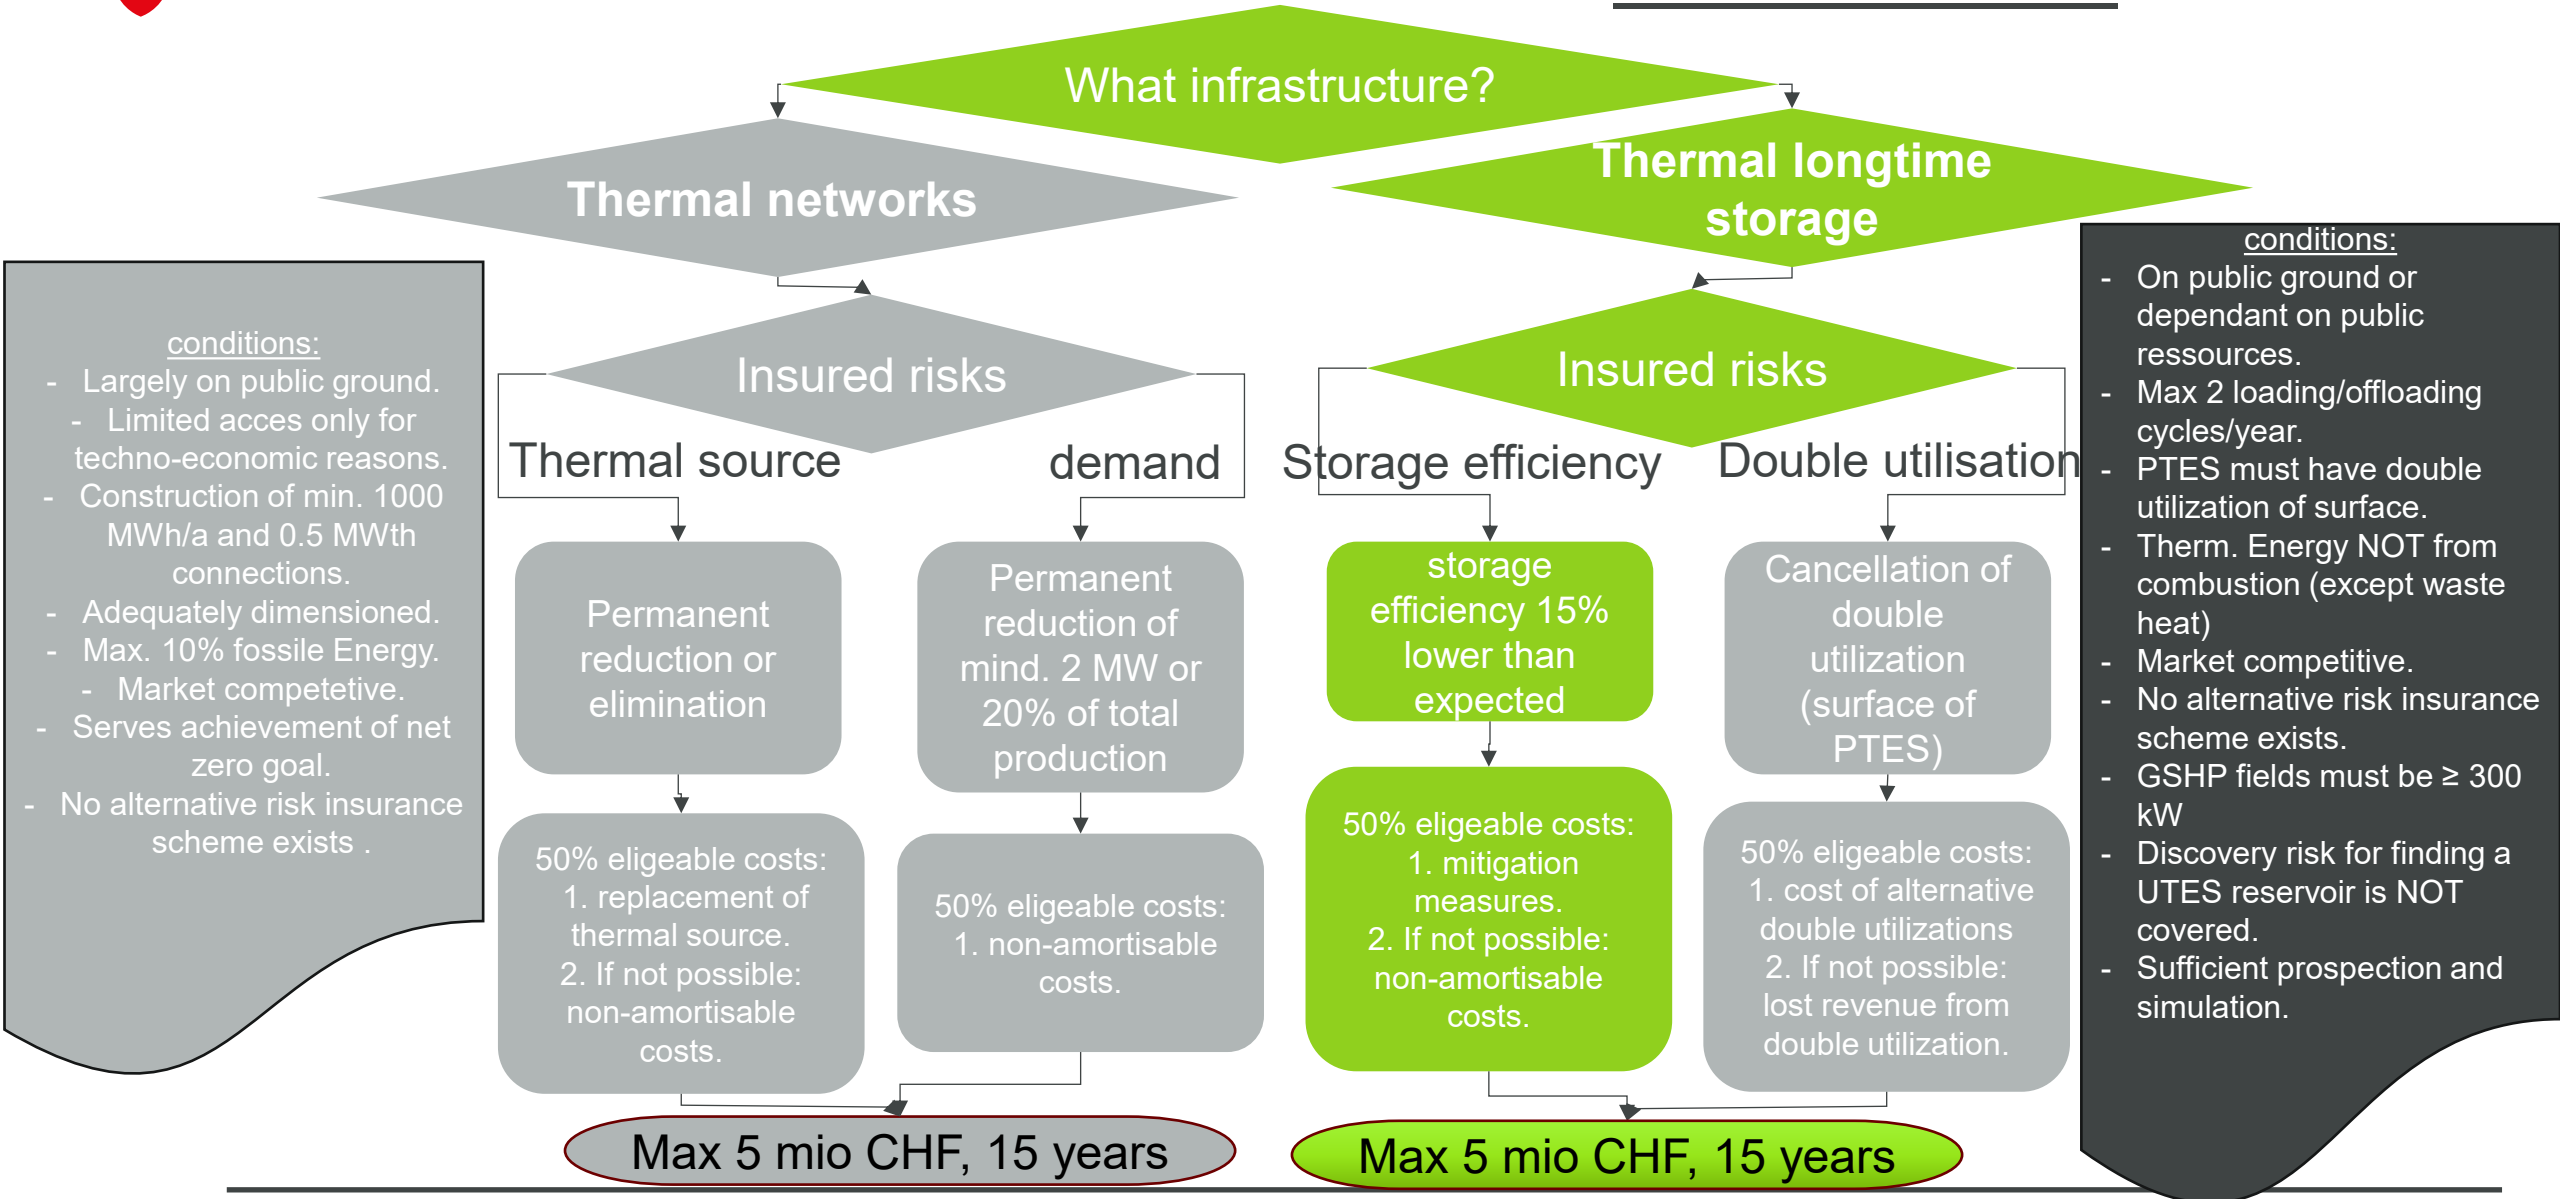 What infrastructure?
Thermal networks
Thermal longtime
storage
conditions:
- Largely on public ground.
- Limited acces only for
techno-economic reasons.
- Construction of min. 1000
MWh/a and 0.5 MWth
connections.
- Adequately dimensioned.
- Max. 10% fossile Energy.
- Market competetive.
- Serves achievement of net
zero goal.
- No alternative risk insurance
scheme exists .
Insured risks
Thermal source
demand
Permanent
reduction or
elimination
50% eligeable costs:
1. replacement of
thermal source.
2. If not possible:
non-amortisable
costs.
Permanent
reduction of
mind. 2 MW or
20% of total
production
50% eligeable costs:
1. non-amortisable
costs.
Max 5 mio CHF, 15 years
Insured risks
Storage efficiency
Double utilisation
storage
efficiency 15%
lower than
expected
50% eligeable costs:
1. mitigation
measures.
2. If not possible:
non-amortisable
costs.
Cancellation of
double
utilization
(surface of
PTES)
50% eligeable costs:
1. cost of alternative
double utilizations
2. If not possible:
lost revenue from
double utilization.
Max 5 mio CHF, 15 years
conditions:
- On public ground or
dependant on public
ressources.
- Max 2 loading/offloading
cycles/year.
- PTES must have double
utilization of surface.
- Therm. Energy NOT from
combustion (except waste
heat)
- Market competitive.
- No alternative risk insurance
scheme exists.
- GSHP fields must be ≥ 300
kW
- Discovery risk for finding a
UTES reservoir is NOT
covered.
- Sufficient prospection and
simulation.